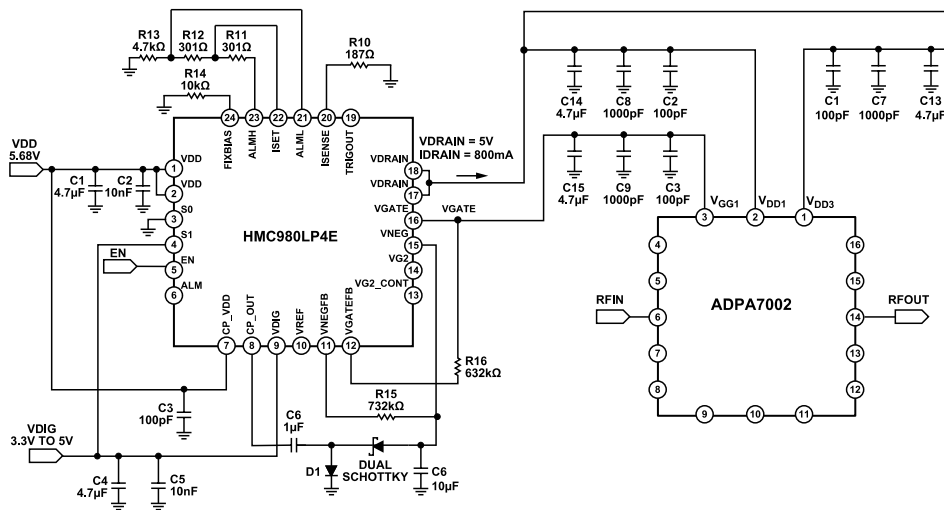 R13
4.7kΩ
R12
301Ω
R11
301Ω
R10
187Ω
R14
10kΩ
24
23
22
21
20
19
FIXBIAS
ALMH
ISET
ALML
ISENSE
TRIGOUT
VDRAIN = 5V
IDRAIN = 800mA
C14
4.7µF
C8
1000pF
C2
100pF
C1
100pF
C7
1000pF
C13
4.7µF
VDD
5.68V
C1
4.7µF
C2
10nF
1
VDD
2
VDD
3
S0
4
S1
5
EN
6
ALM
EN
HMC980LP4E
VDRAIN
18
VDRAIN
17
VGATE
16
VNEG
15
VG2
14
VG2_CONT
13
VGATE
C15
4.7µF
C9
1000pF
C3
100pF
VGG1
VDD1
VDD3
3
2
1
4
5
6
7
8
16
15
14
13
12
9
10
11
ADPA7002
RFIN
RFOUT
CP_VDD
CP_OUT
VDIG
VREF
VNEGFB
VGATEFB
7
8
9
10
11
12
R16
632kΩ
R15
732kΩ
C3
100pF
C6
1µF
VDIG
3.3V TO 5V
C4
4.7µF
C5
10nF
D1
DUAL
SCHOTTKY
C6
10µF